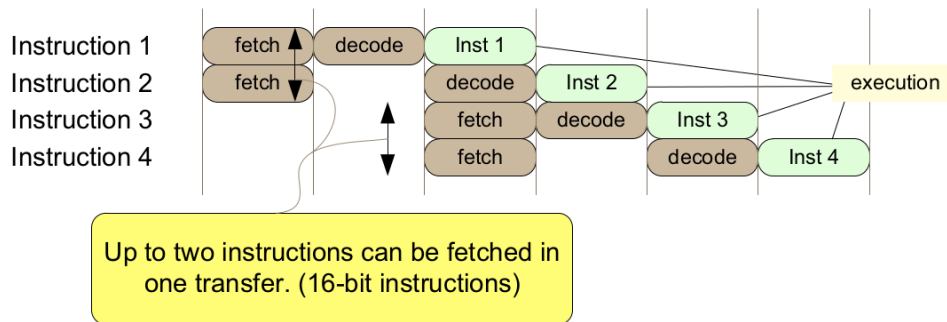 Instruction 1 fetch decode Inst 1
Instruction 2 fetch decode Inst 2 execution
Instruction 3 fetch decode Inst 3
Instruction 4 fetch decode Inst 4
Up to two instructions can be fetched in
one transfer. (16-bit instructions)